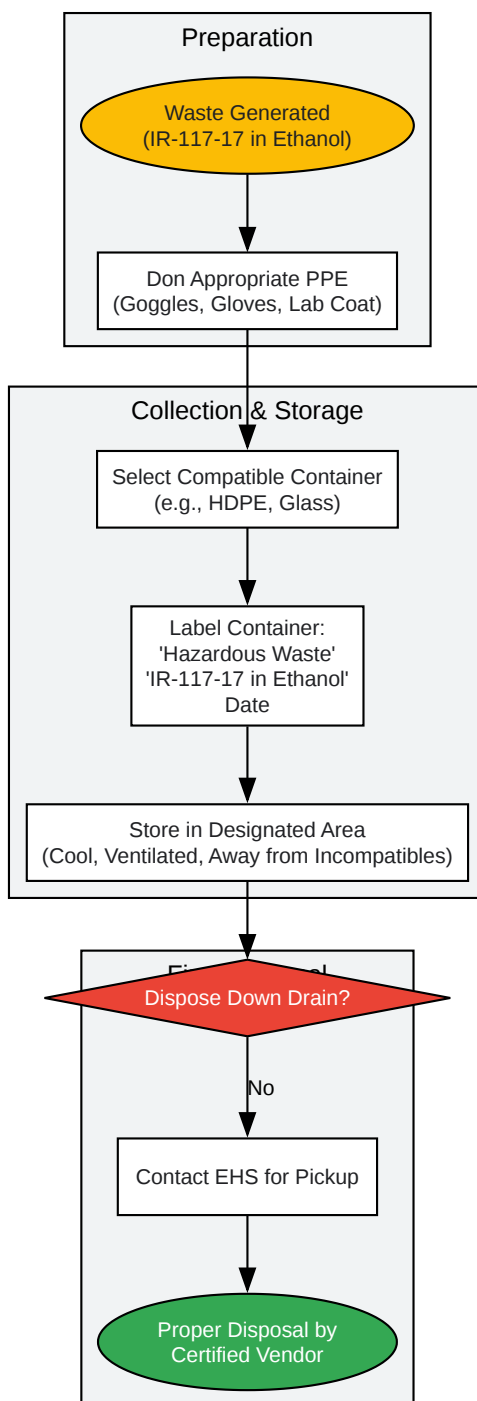 Preparation
Waste Generated
(IR-117-17 in Ethanol)
Don Appropriate PPE
(Goggles, Gloves, Lab Coat)
Collection & Storage
Select Compatible Container
(e.g., HDPE, Glass)
Label Container:
'Hazardous Waste'
'IR-117-17 in Ethanol'
Date
Store in Designated Area
(Cool, Ventilated, Away from Incompatibles)
Dispose Down Drain?
No
Contact EHS for Pickup
Proper Disposal by
Certified Vendor